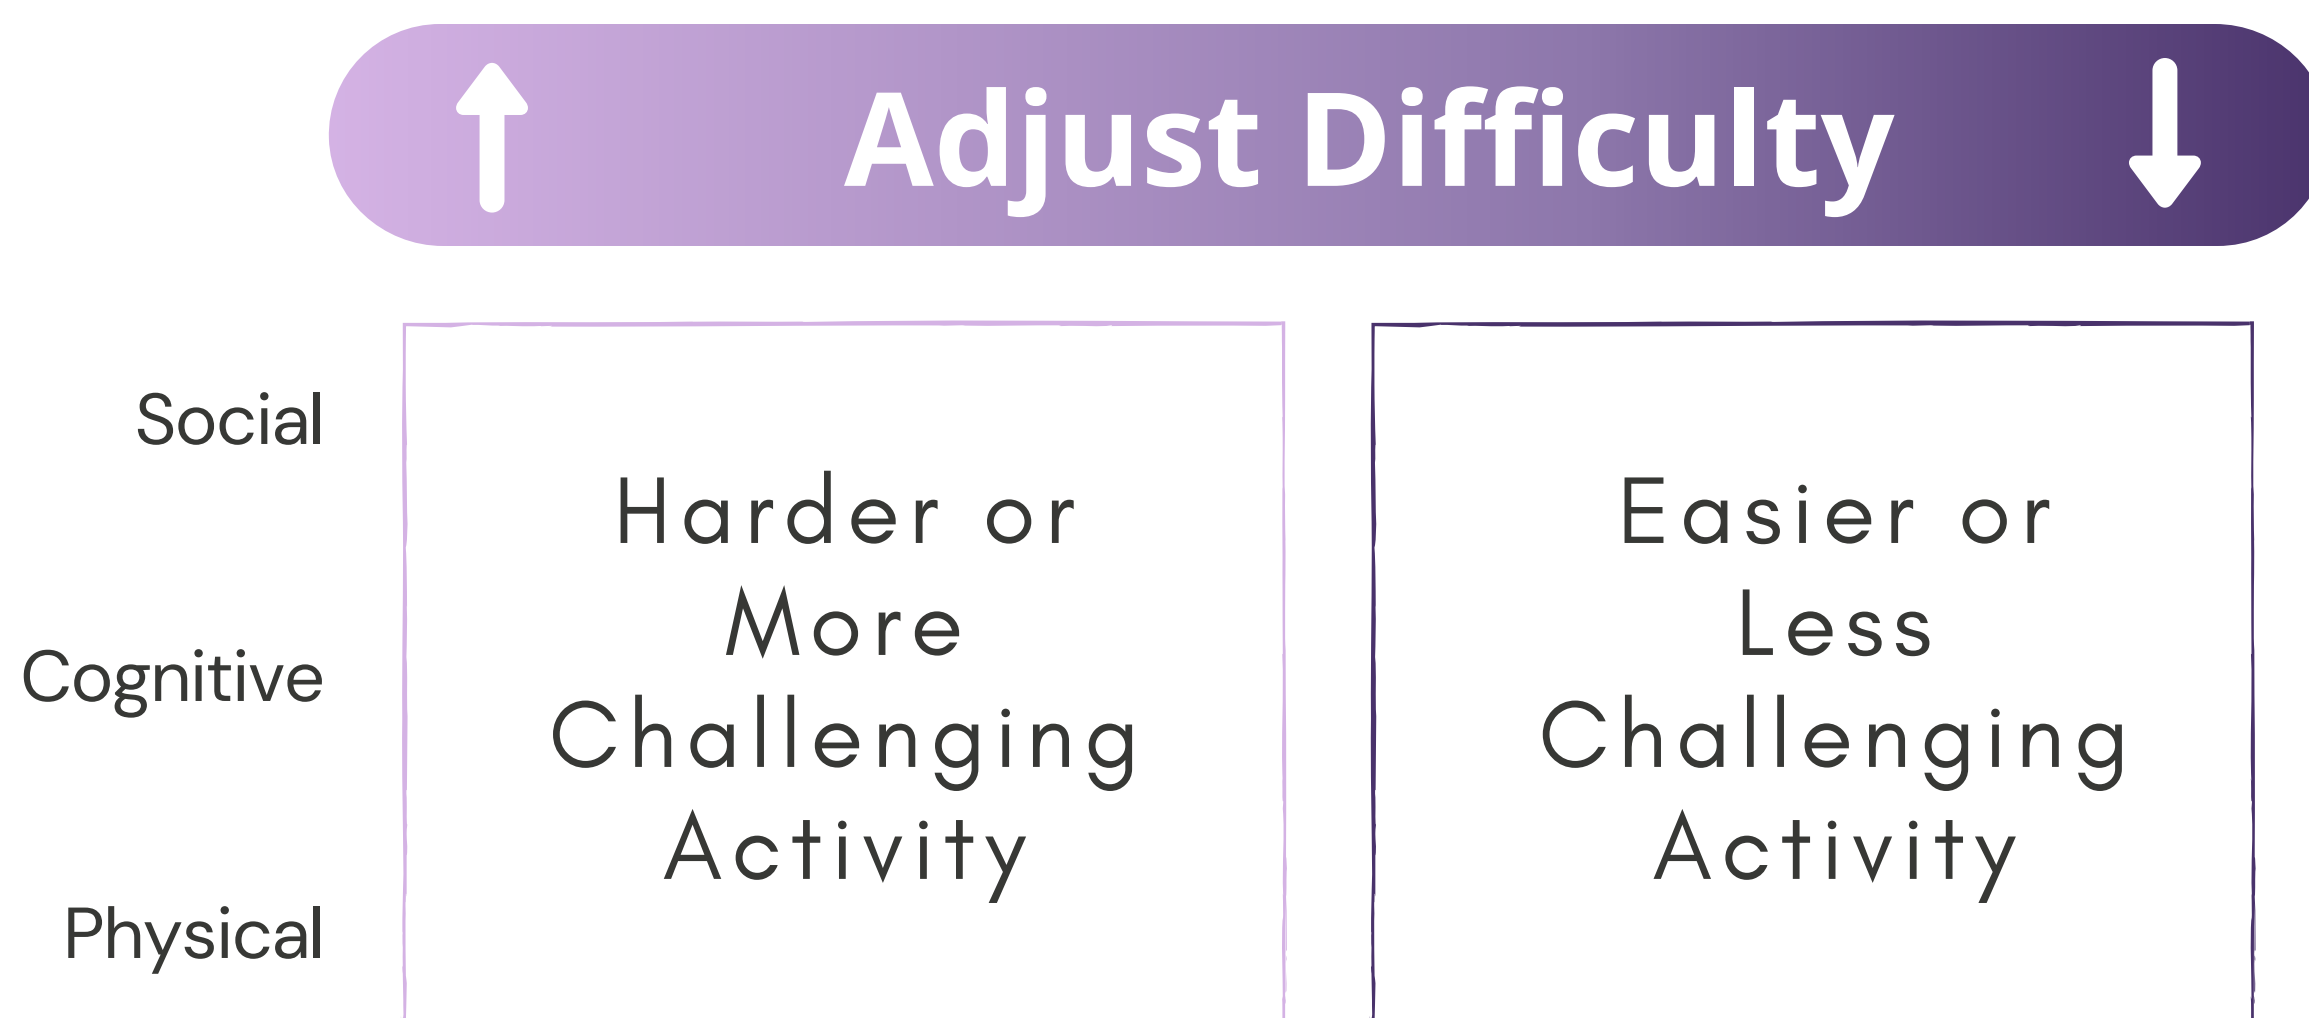 Adjust Difficulty
Social
Cognitive
Physical
Harder or
More
Challenging
Activity
Easier or
Less
Challenging
Activity